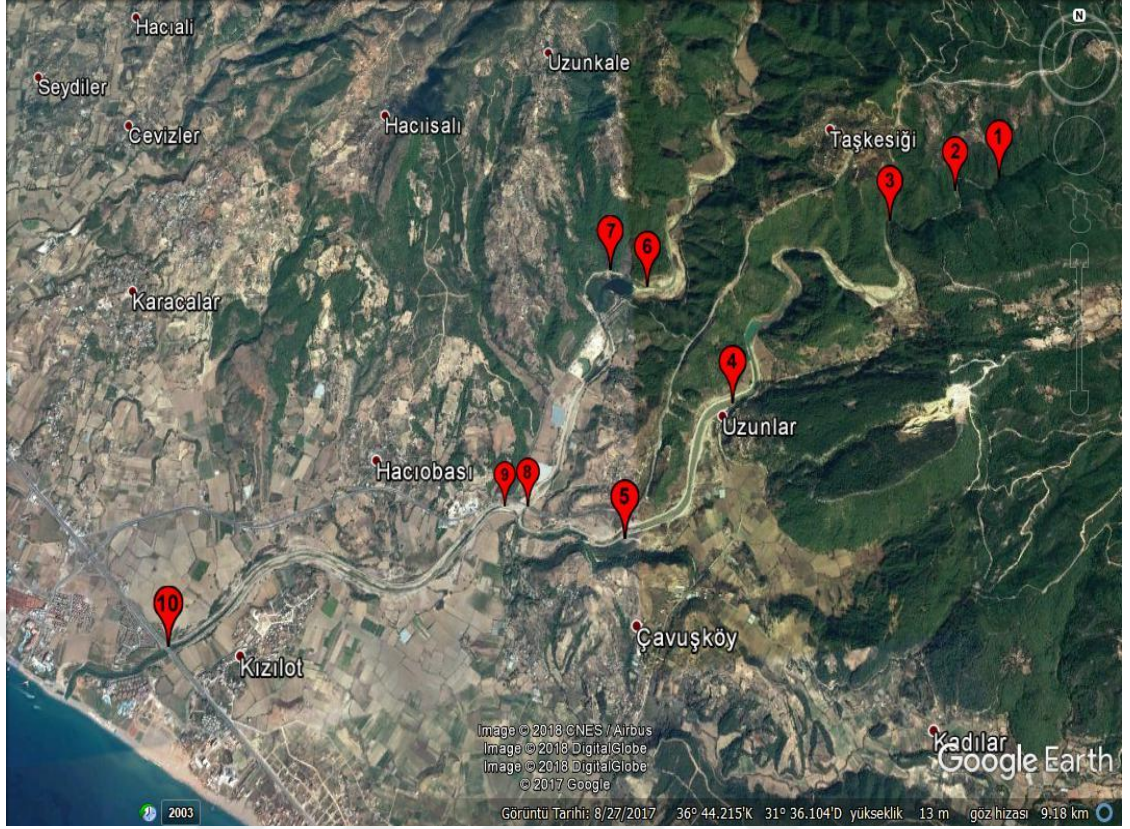 N
Hacıali
Uzunkale
Seydiler
Hacıisalı
Cevizler
Taşkesiği
1
2
3
7
6
Karacalar
4
Uzunlar
Hacıobası
9
8
5
10
Çavuşköy
Kızılot
Kadılar
Image © 2018 CNES / Airbus
Image © 2018 DigitalGlobe
Image © 2018 DigitalGlobe
© 2017 Google
Google Earth
2003
Görüntü Tarihi: 8/27/2017 36° 44.215'K 31° 36.104'D yükseklik 13 m göz hizası 9.18 km